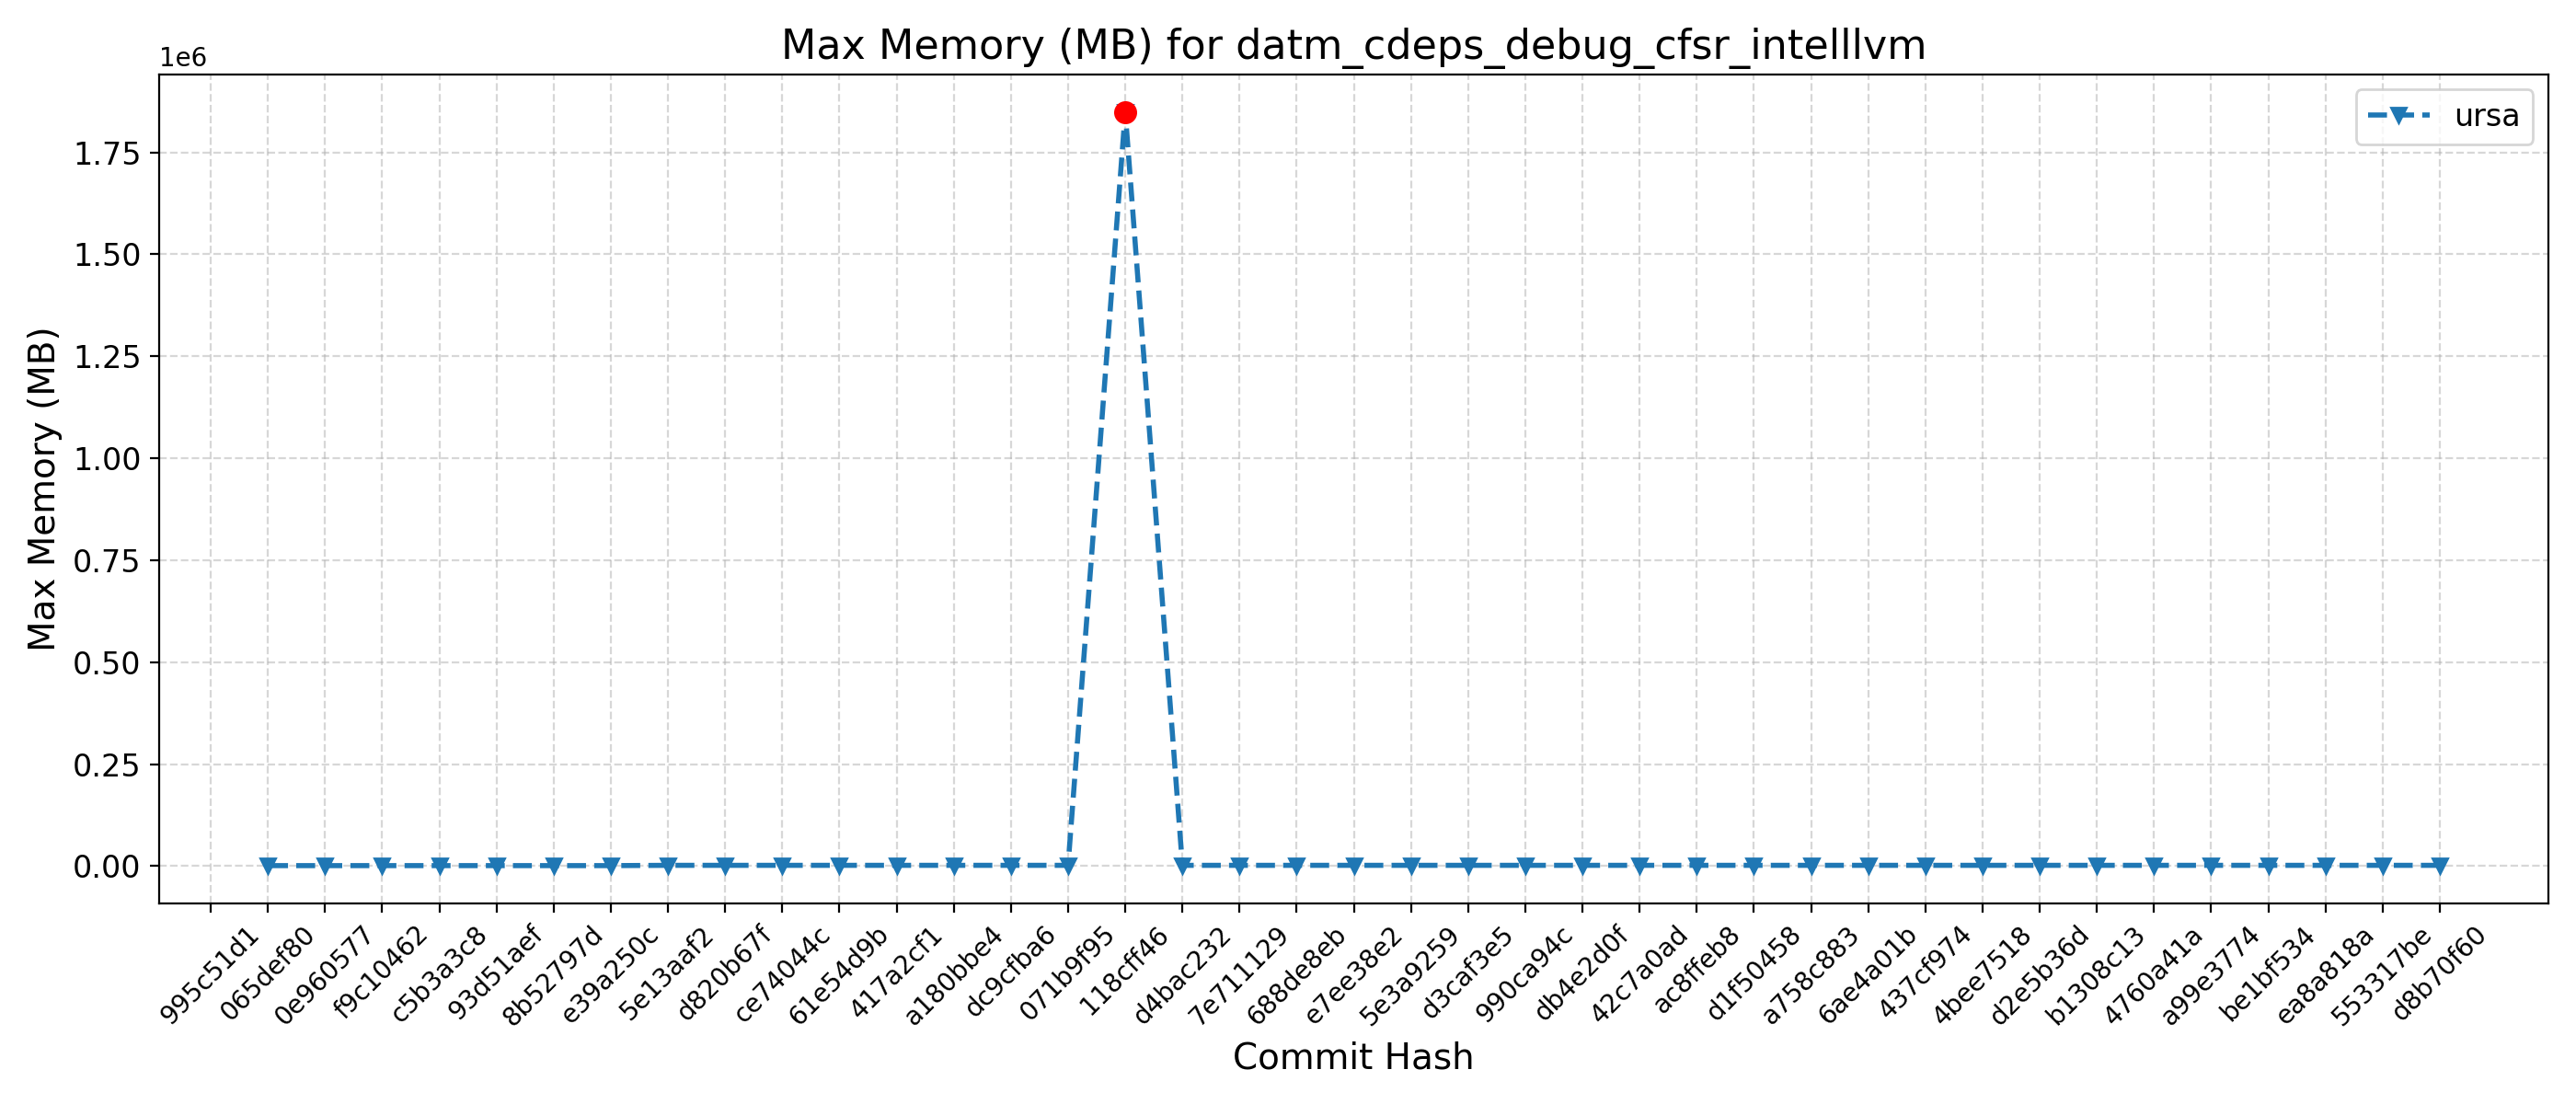 Max Memory (MB) for datm_cdeps_debug_cfsr_intelllvm
1e6
ursa
Max Memory (MB)
1.75
1.50
1.25
1.00
0.75
0.50
0.25
0.00
995c51d1
065def80
0e960577
f9c10462
c5b3a3c8
93d51aef
8b52797d
e39a250c
5e13aaf2
d820b67f
ce74044c
61e54d9b
417a2cf1
a180bbe4
dc9cfba6
071b9f95
118cff46
d4bac232
7e711129
688de8eb
e7ee38e2
5e3a9259
d3caf3e5
990ca94c
db4e2d0f
42c7a0ad
ac8ffeb8
d1f50458
a758c883
6ae4a01b
437cf974
4bee7518
d2e5b36d
b1308c13
4760a41a
a99e3774
be1bf534
ea8a818a
553317be
d8b70f60
Commit Hash